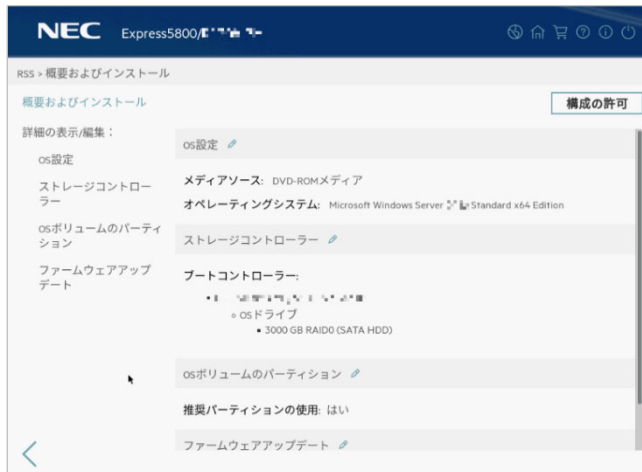 NEC Express5800/
RSS > 概要およびインストール
概要およびインストール
構成の許可
詳細の表示/編集：
OS設定
ストレージコントロー
ラー
OSボリュームのパーティ
ション
ファームウェアアップ
デート
OS設定
メディアソース: DVD-ROMメディア
オペレーティングシステム: Microsoft Windows Server Standard x64 Edition
ストレージコントローラー
ブートコントローラー:
OSドライブ
3000 GB RAID0 (SATA HDD)
OSボリュームのパーティション
推奨パーティションの使用: はい
ファームウェアアップデート